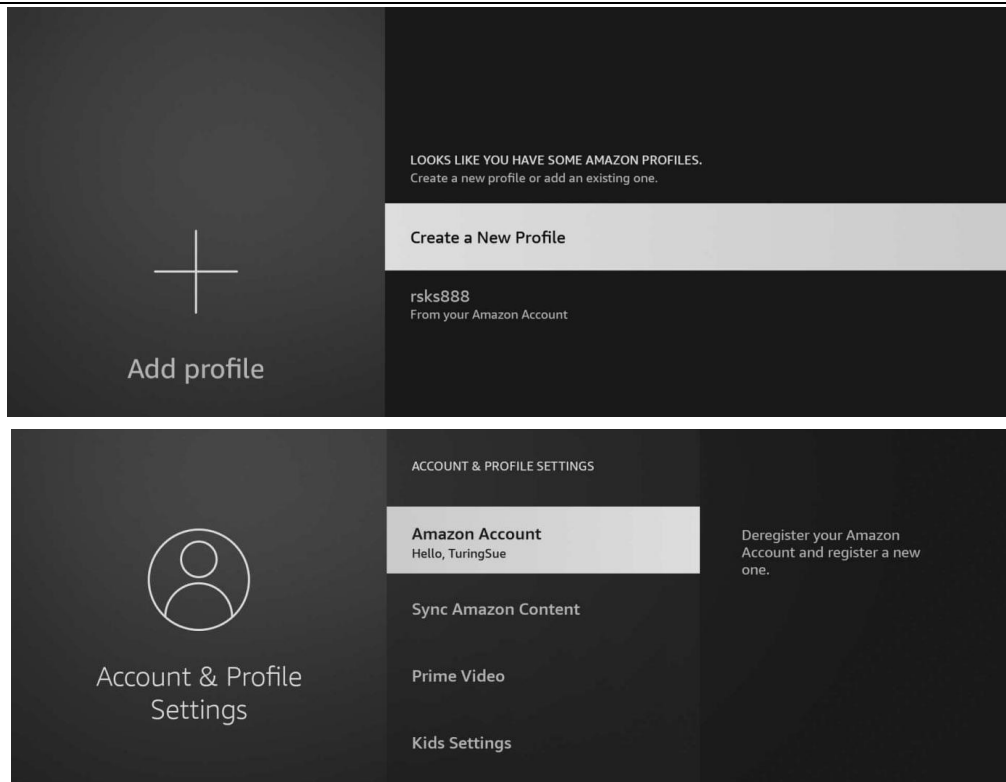 LOOKS LIKE YOU HAVE SOME AMAZON PROFILES.
Create a new profile or add an existing one.
Create a New Profile
rsks888
From your Amazon Account
Add profile
ACCOUNT & PROFILE SETTINGS
Amazon Account
Hello, TuringSue
Deregister your Amazon
Account and register a new
one.
Sync Amazon Content
Account & Profile
Settings
Prime Video
Kids Settings